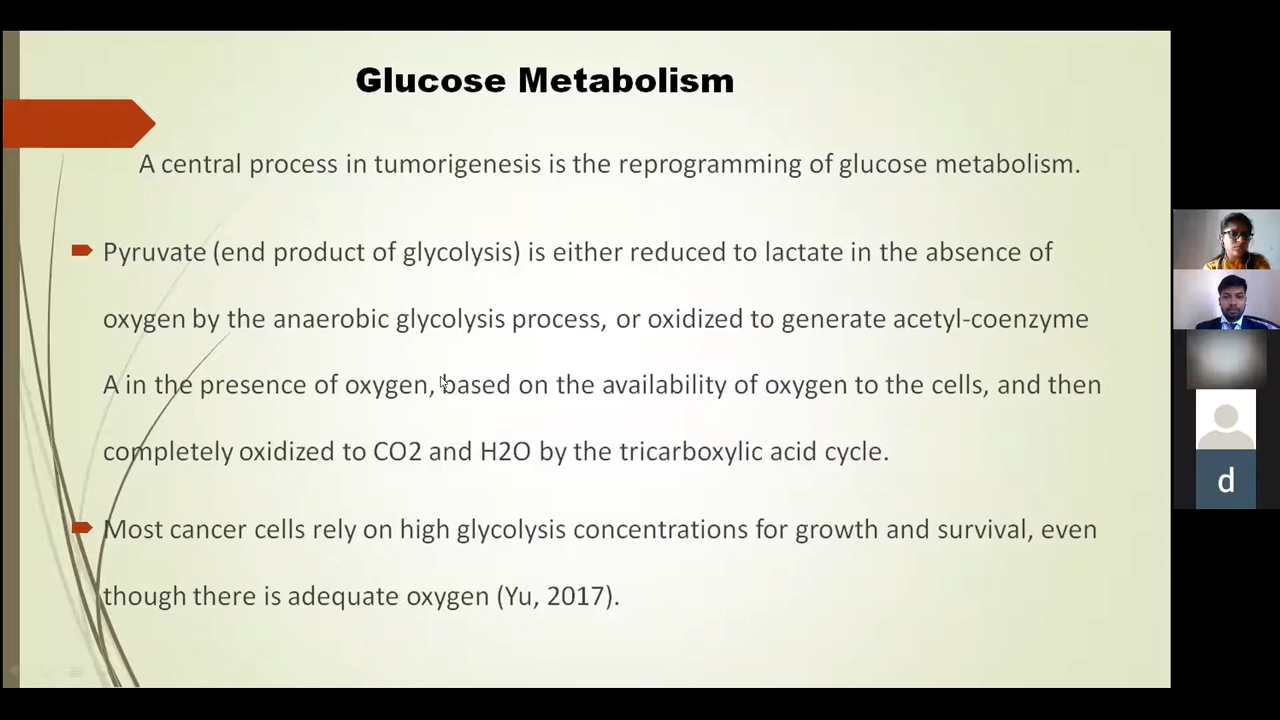 Glucose Metabolism
A central process in tumorigenesis is the reprogramming of glucose metabolism.
Pyruvate (end product of glycolysis) is either reduced to lactate in the absence of
oxygen by the anaerobic glycolysis process, or oxidized to generate acetyl-coenzyme
A in the presence of oxygen, based on the availability of oxygen to the cells, and then
completely oxidized to CO2 and H2O by the tricarboxylic acid cycle.
Most cancer cells rely on high glycolysis concentrations for growth and survival, even
though there is adequate oxygen (Yu, 2017).
d